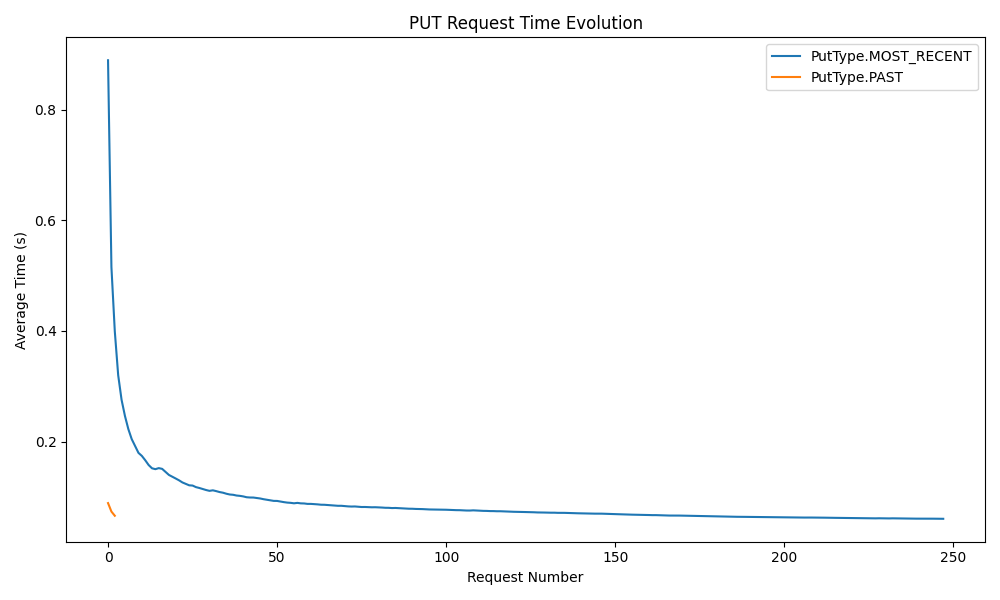 PUT Request Time Evolution
PutType.MOST_RECENT
PutType.PAST
Average Time (s)
0.8
0.6
0.4
0.2
0 50 100 150 200 250
Request Number